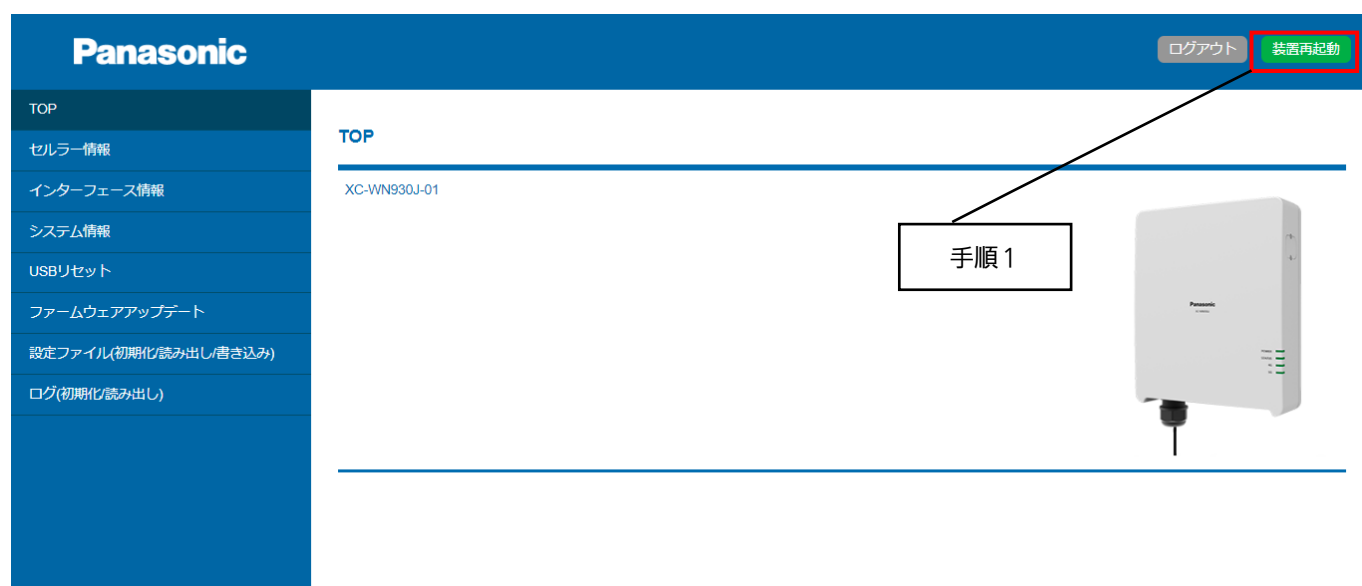 Panasonic
ログアウト
装置再起動
TOP
セルラー情報
インターフェース情報
システム情報
USBリセット
ファームウェアアップデート
設定ファイル(初期化/読み出し/書き込み)
ログ(初期化/読み出し)
TOP
XC-WN930J-01
手順1
Panasonic